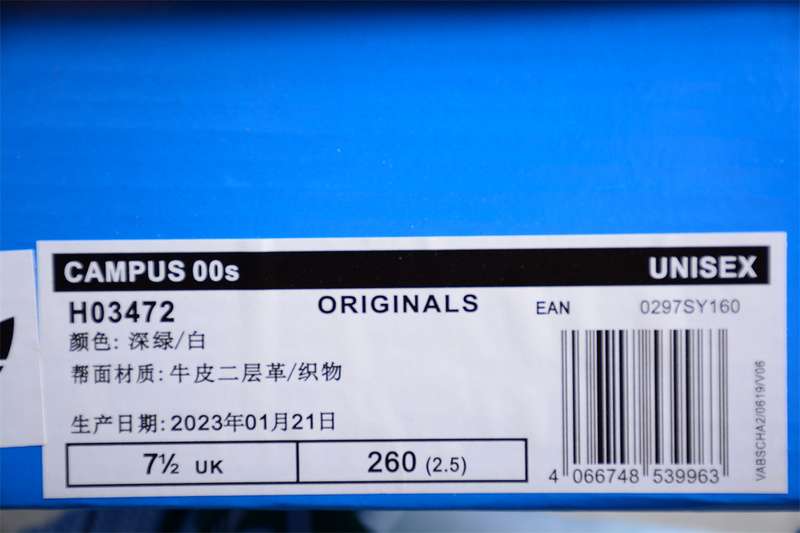 CAMPUS 00s UNISEX
H03472 ORIGINALS EAN 0297SY160
颜色: 深绿/白
帮面材质: 牛皮二层革/织物
生产日期: 2023年01月21日
7½ UK 260 (2.5)
4 066748 539963
VABSCHA2/0619/V06